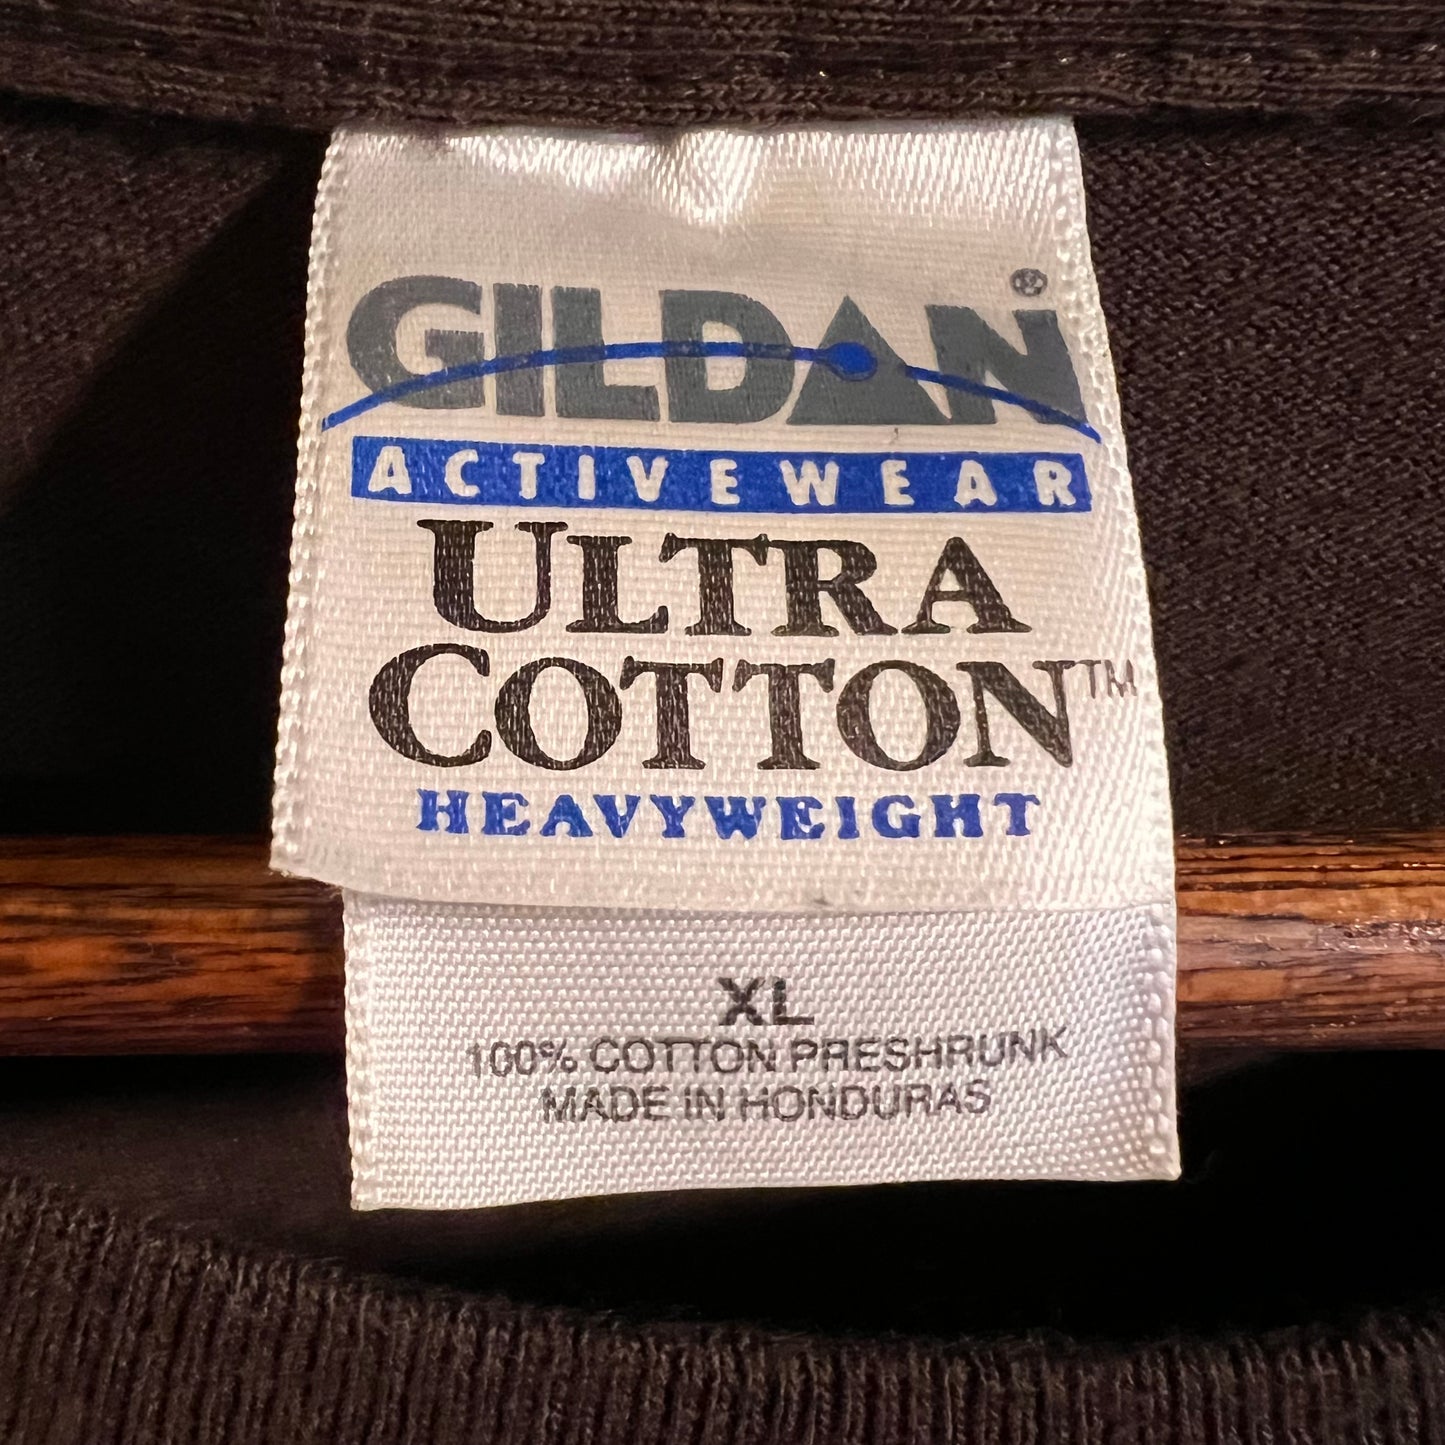 GILDAN®
ACTIVEWEAR
ULTRA
COTTON™
HEAVYWEIGHT
XL
100% COTTON PRESHRUNK
MADE IN HONDURAS